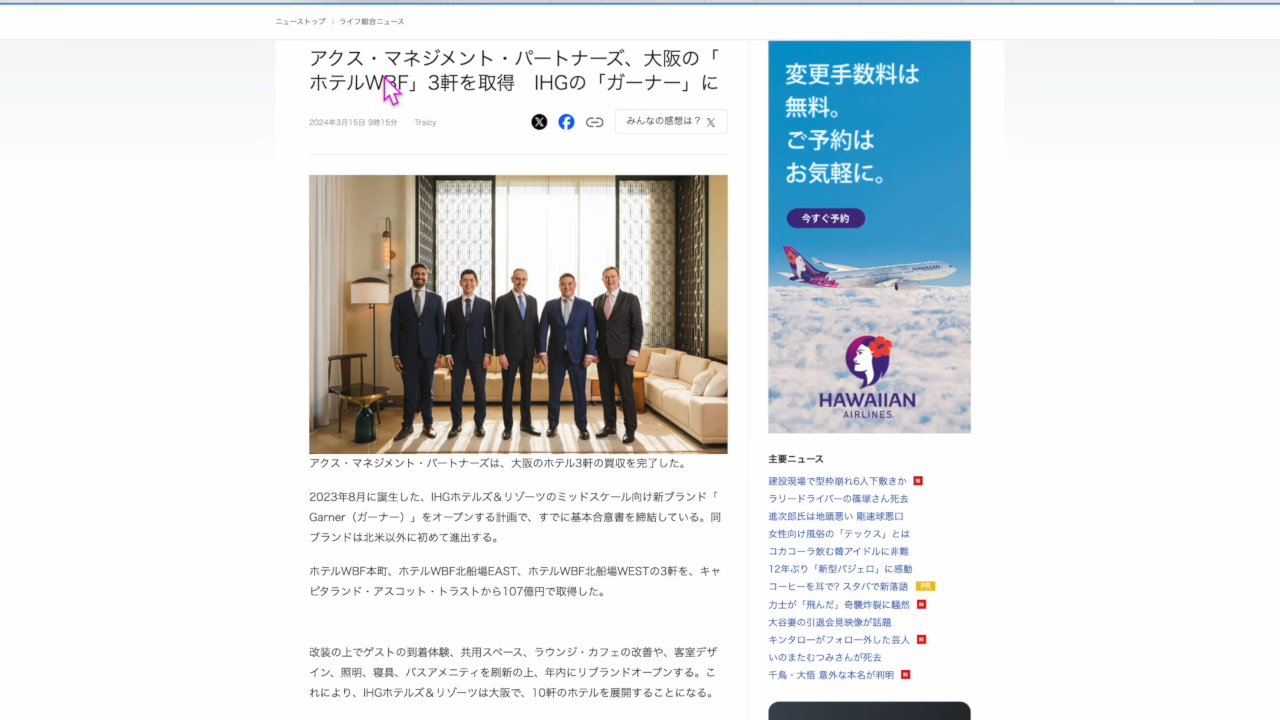 ニューストップ > ライフ総合ニュース
アクス・マネジメント・パートナーズ、大阪の「
ホテルWBF」3軒を取得 IHGの「ガーナー」に
2024年3月15日 9時15分 Traicy
みんなの感想は?
アクス・マネジメント・パートナーズは、大阪のホテル3軒の買収を完了した。
2023年8月に誕生した、IHGホテルズ＆リゾーツのミッドスケール向け新ブランド「
Garner（ガーナー）」をオープンする計画で、すでに基本合意書を締結している。同
ブランドは北米以外に初めて進出する。
ホテルWBF本町、ホテルWBF北船場EAST、ホテルWBF北船場WESTの3軒を、キャ
ピタランド・アスコット・トラストから107億円で取得した。
改装の上でゲストの到着体験、共用スペース、ラウンジ・カフェの改善や、客室デザ
イン、照明、寝具、バスアメニティを刷新の上、年内にリブランドオープンする。こ
れにより、IHGホテルズ＆リゾーツは大阪で、10軒のホテルを展開することになる。
変更手数料は
無料。
ご予約は
お気軽に。
今すぐ予約
HAWAIIAN
HAWAIIAN
AIRLINES.
主要ニュース
建設現場で型枠崩れ6人下敷きか N
ラリードライバーの篠塚さん死去
進次郎氏は地頭悪い 剛速球悪口
女性向け風俗の「テックス」とは
コカコーラ飲む韓アイドルに非難
12年ぶり「新型パジェロ」に感動
コーヒーを耳で? スタバで新落語 PR
力士が「飛んだ」奇襲炸裂に騒然 N
大谷妻の引退会見映像が話題
キンタローがフォロー外した芸人 N
いのまたむつみさんが死去
千鳥・大悟 意外な本名が判明 N